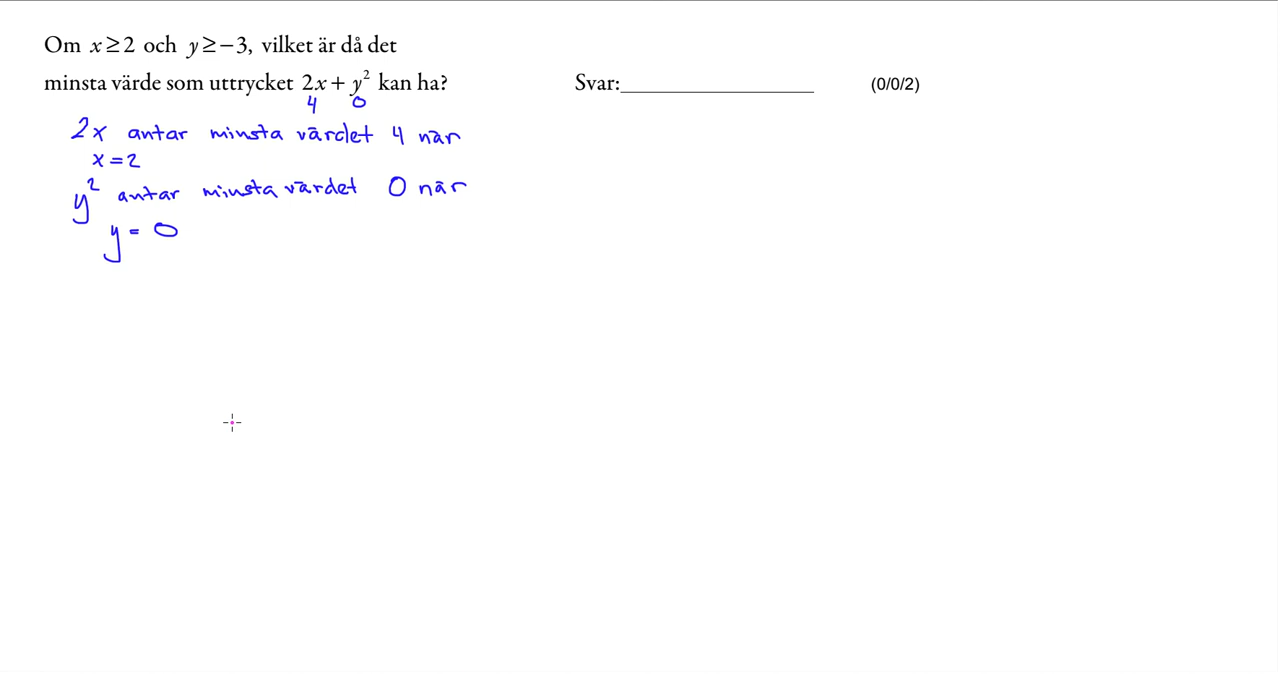 Om x ≥ 2 och y ≥ −3, vilket är då det
minsta värde som uttrycket 2x + y² kan ha?
Svar:
(0/0/2)
4 0
2x antar minsta värdet 4 när
x = 2
y² antar minsta värdet 0 när
y = 0